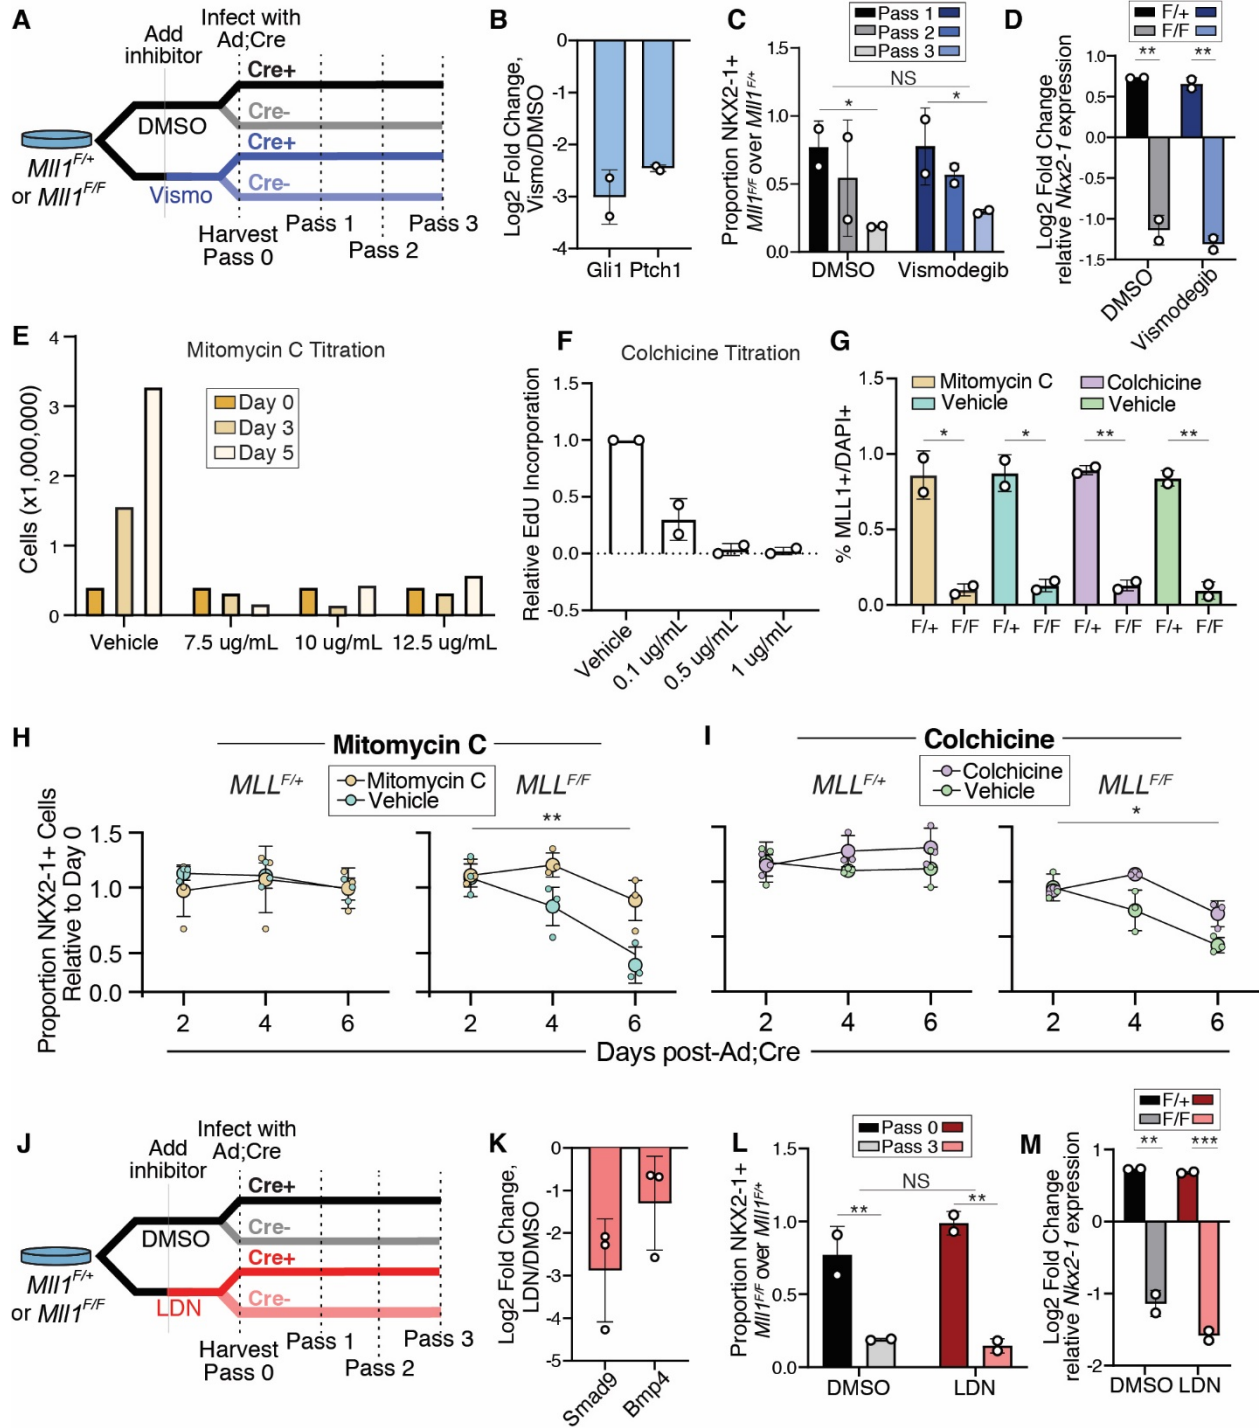 A
Add
inhibitor
Infect with
Ad;Cre
Cre+
DMSO
Cre-
Cre+
Mll1F/+
or Mll1F/F
Vismo
Cre-
Harvest
Pass 0
Pass 1
Pass 2
Pass 3
B
Log2 Fold Change,
Vismo/DMSO
0
-1
-2
-3
-4
Gli1 Ptch1
C
Pass 1
Pass 2
Pass 3
Proportion NKX2-1+
Mll1F/F over Mll1F/+
1.5
1.0
0.5
0.0
NS
* *
DMSO Vismodegib
D
F/+
F/F
** **
Log2 Fold Change
relative Nkx2-1 expression
1.0
0.5
0.0
-0.5
-1.0
-1.5
DMSO
Vismodegib
E
Mitomycin C Titration
Cells (x1,000,000)
4
3
2
1
0
Day 0
Day 3
Day 5
Vehicle 7.5 ug/mL 10 ug/mL 12.5 ug/mL
F
Colchicine Titration
Relative EdU Incorporation
1.5
1.0
0.5
0.0
-0.5
Vehicle
0.1 ug/mL
0.5 ug/mL
1 ug/mL
G
Mitomycin C Colchicine
Vehicle Vehicle
% MLL1+/DAPI+
1.5
1.0
0.5
0.0
* * ** **
F/+ F/F F/+ F/F F/+ F/F F/+ F/F
H
Mitomycin C
MLLF/+
Mitomycin C
Vehicle
MLLF/F
**
Proportion NKX2-1+ Cells
Relative to Day 0
1.5
1.0
0.5
0.0
2 4 6 2 4 6
I
Colchicine
MLLF/+
Colchicine
Vehicle
MLLF/F
*
2 4 6 2 4 6
Days post-Ad;Cre
J
Add
inhibitor
Infect with
Ad;Cre
Cre+
DMSO
Cre-
Cre+
Mll1F/+
or Mll1F/F
LDN
Cre-
Harvest
Pass 0
Pass 1
Pass 2
Pass 3
K
Log2 Fold Change,
LDN/DMSO
0
-1
-2
-3
-4
-5
Smad9
Bmp4
L
Pass 0
Pass 3
Proportion NKX2-1+
Mll1F/F over Mll1F/+
1.5
1.0
0.5
0.0
NS
** **
DMSO LDN
M
F/+
F/F
** ***
Log2 Fold Change
relative Nkx2-1 expression
1
0
-1
-2
DMSO LDN